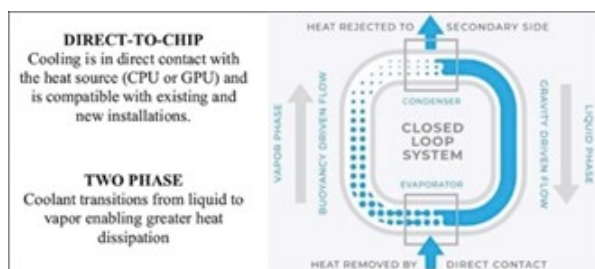 DIRECT-TO-CHIP
Cooling is in direct contact with
the heat source (CPU or GPU) and
is compatible with existing and
new installations.
TWO PHASE
Coolant transitions from liquid to
vapor enabling greater heat
dissipation
HEAT REJECTED TO SECONDARY SIDE
CONDENSER
VAPOR PHASE
BUOYANCY DRIVEN FLOW
CLOSED
LOOP
SYSTEM
GRAVITY DRIVEN FLOW
LIQUID PHASE
EVAPORATOR
HEAT REMOVED BY DIRECT CONTACT